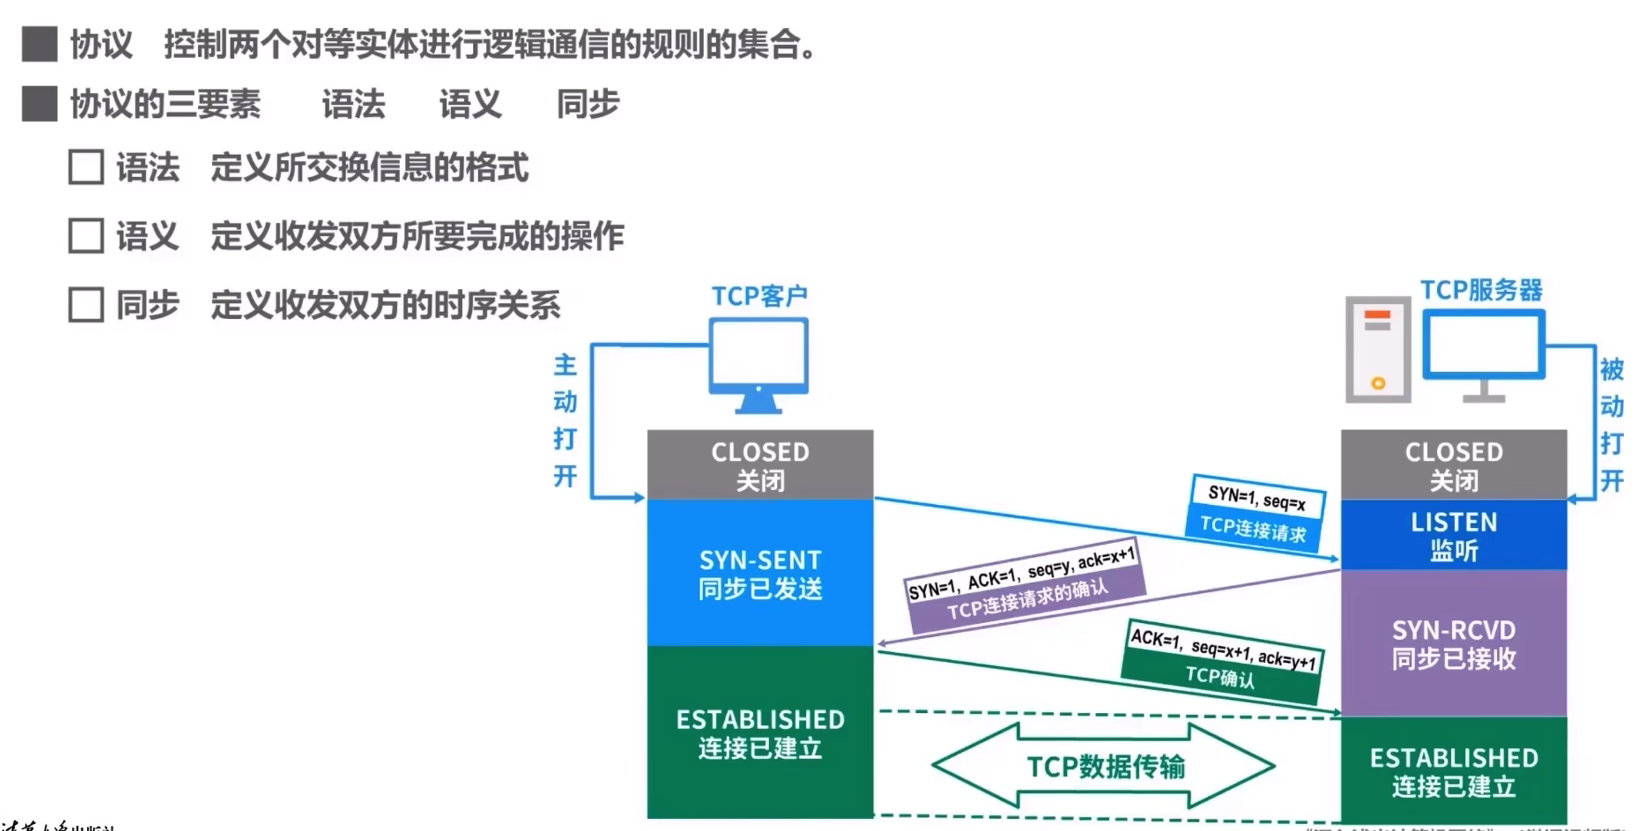 协议 控制两个对等实体进行逻辑通信的规则的集合。
协议的三要素 语法 语义 同步
语法 定义所交换信息的格式
语义 定义收发双方所要完成的操作
同步 定义收发双方的时序关系
TCP客户
TCP服务器
主动打开
被动打开
CLOSED
关闭
CLOSED
关闭
SYN=1, seq=x
TCP连接请求
LISTEN
监听
SYN-SENT
同步已发送
SYN=1, ACK=1, seq=y, ack=x+1
TCP连接请求的确认
SYN-RCVD
同步已接收
ACK=1, seq=x+1, ack=y+1
TCP确认
ESTABLISHED
连接已建立
TCP数据传输
ESTABLISHED
连接已建立